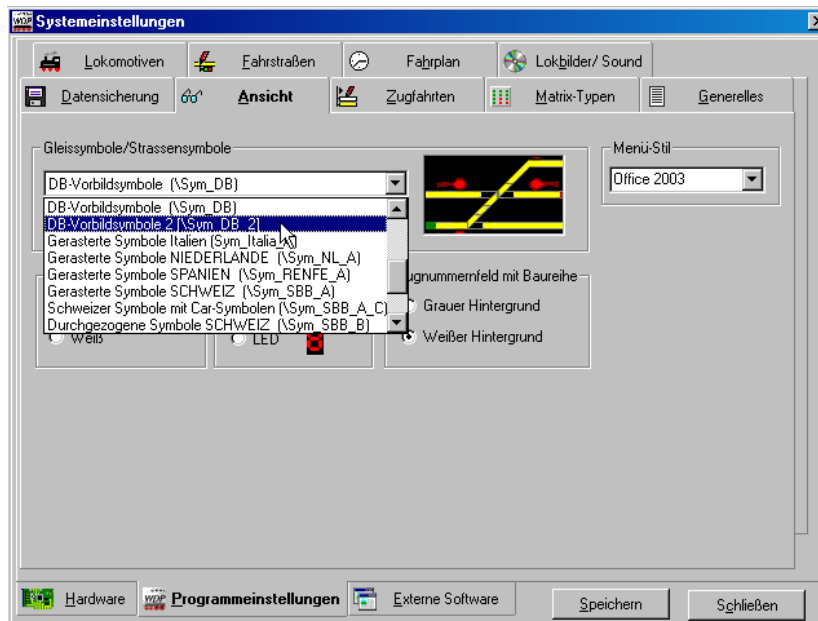 WDP Systemeinstellungen
Lokomotiven Fahrstraßen Fahrplan Lokbilder/ Sound
Datensicherung Ansicht Zugfahrten Matrix-Typen Generelles
Gleissymbole/Strassensymbole
Menü-Stil
DB-Vorbildsymbole (\Sym_DB)
Office 2003
DB-Vorbildsymbole (\Sym_DB)
DB-Vorbildsymbole 2 (\Sym_DB_2)
Gerasterte Symbole Italien (Sym_Italia_A)
Gerasterte Symbole NIEDERLANDE (\Sym_NL_A)
Gerasterte Symbole SPANIEN (\Sym_RENFE_A)
Gerasterte Symbole SCHWEIZ (\Sym_SBB_A)
Schweizer Symbole mit Car-Symbolen (\Sym_SBB_A_C)
Durchgezogene Symbole SCHWEIZ (\Sym_SBB_B)
ugnummernfeld mit Baureihe
Grauer Hintergrund
Weiß
LED
Weißer Hintergrund
Hardware WDP Programmeinstellungen Externe Software
Speichern Schließen